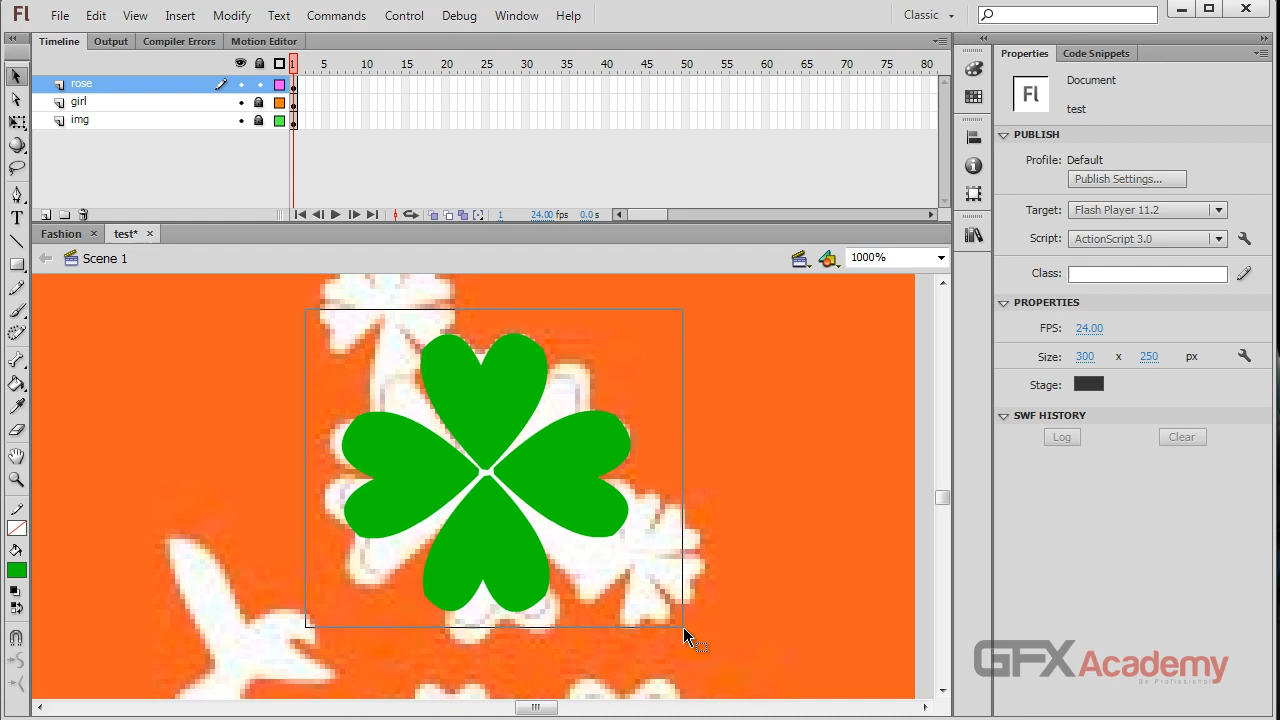 Fl File Edit View Insert Modify Text Commands Control Debug Window Help Classic
Timeline Output Compiler Errors Motion Editor
Properties Code Snippets
1 5 10 15 20 25 30 35 40 45 50 55 60 65 70 75 80
rose
girl
img
Fl Document
test
PUBLISH
Profile: Default
Publish Settings...
Target: Flash Player 11.2
Script: ActionScript 3.0
Class:
PROPERTIES
FPS: 24.00
Size: 300 x 250 px
Stage:
SWF HISTORY
Log Clear
1 24.00 fps 0.0 s
Fashion test*
Scene 1 1000%
T
GFX Academy
Be Professional